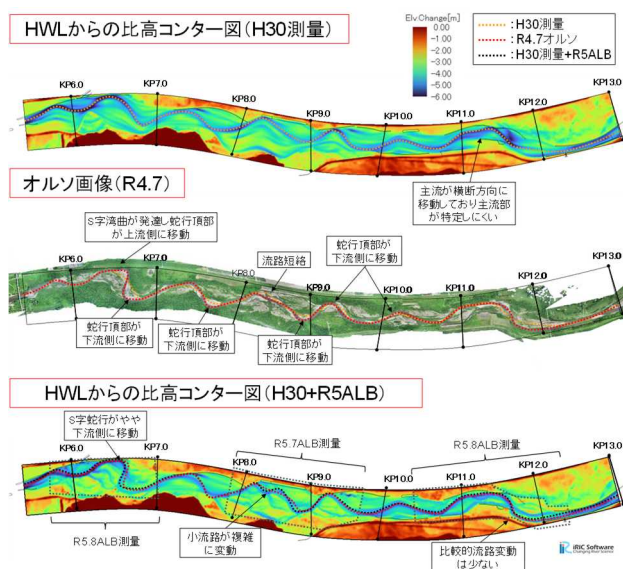 HWLからの比高コンター図(H30測量)
Elv.Change[m]
0.00
-1.00
-2.00
-3.00
-4.00
-5.00
-6.00
:H30測量
:R4.7オルソ
:H30測量+R5ALB
KP6.0
KP7.0
KP8.0
KP9.0
KP10.0
KP11.0
KP12.0
KP13.0
主流が横断方向に
移動しており主流部
が特定しにくい
オルソ画像(R4.7)
S字湾曲が発達し蛇行頂部
が上流側に移動
流路短絡
蛇行頂部が
下流側に移動
KP6.0
KP7.0
KP8.0
KP9.0
KP10.0
KP11.0
KP12.0
KP13.0
蛇行頂部が
下流側に移動
蛇行頂部が
下流側に移動
蛇行頂部が
下流側に移動
HWLからの比高コンター図(H30+R5ALB)
S字蛇行がやや
下流側に移動
R5.7ALB測量
R5.8ALB測量
KP6.0
KP7.0
KP8.0
KP9.0
KP10.0
KP11.0
KP12.0
KP13.0
R5.8ALB測量
小流路が複雑
に変動
比較的流路変動
は少ない
iRIC Software
Changing River Science